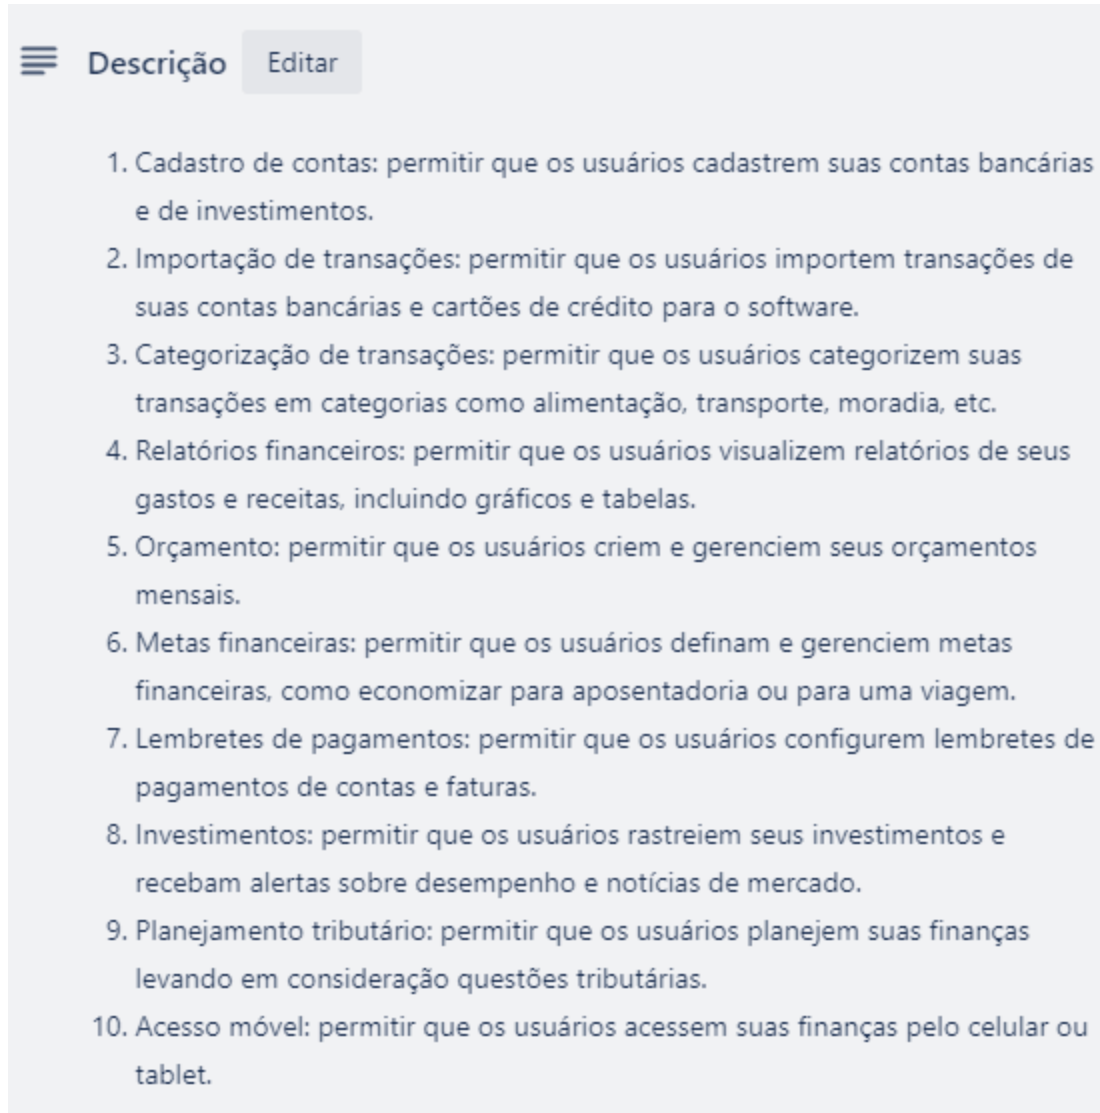 Descrição Editar
1. Cadastro de contas: permitir que os usuários cadastrem suas contas bancárias
e de investimentos.
2. Importação de transações: permitir que os usuários importem transações de
suas contas bancárias e cartões de crédito para o software.
3. Categorização de transações: permitir que os usuários categorizem suas
transações em categorias como alimentação, transporte, moradia, etc.
4. Relatórios financeiros: permitir que os usuários visualizem relatórios de seus
gastos e receitas, incluindo gráficos e tabelas.
5. Orçamento: permitir que os usuários criem e gerenciem seus orçamentos
mensais.
6. Metas financeiras: permitir que os usuários definam e gerenciem metas
financeiras, como economizar para aposentadoria ou para uma viagem.
7. Lembretes de pagamentos: permitir que os usuários configurem lembretes de
pagamentos de contas e faturas.
8. Investimentos: permitir que os usuários rastreiem seus investimentos e
recebam alertas sobre desempenho e notícias de mercado.
9. Planejamento tributário: permitir que os usuários planejem suas finanças
levando em consideração questões tributárias.
10. Acesso móvel: permitir que os usuários acessem suas finanças pelo celular ou
tablet.